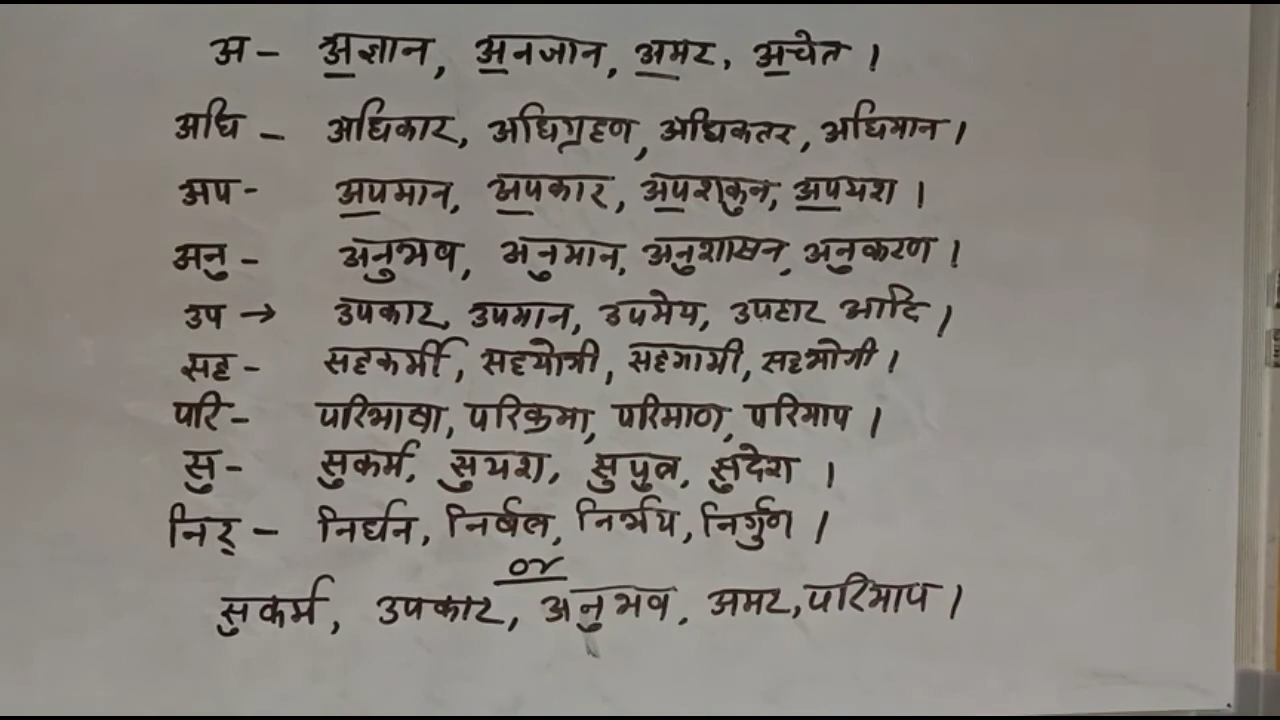 अ - अज्ञान, अनजान, अमर, अचेत ।
अधि - अधिकार, अधिग्रहण, अधिकतर, अधिमान ।
अप - अपमान, अपकार, अपशकुन, अपयश ।
अनु - अनुभव, अनुमान, अनुशासन, अनुकरण ।
उप → उपकार, उपमान, उपमेय, उपहार आदि ।
सह - सहकर्मी, सहयोगी, सहगामी, सहभोगी ।
परि - परिभाषा, परिक्रमा, परिमाण, परिमाप ।
सु - सुकर्म, सुयश, सुपुत्र, सुदेश ।
निर् - निर्धन, निर्बल, निर्भय, निर्गुण ।
or
सुकर्म, उपकार, अनुभव, अमर, परिमाप ।